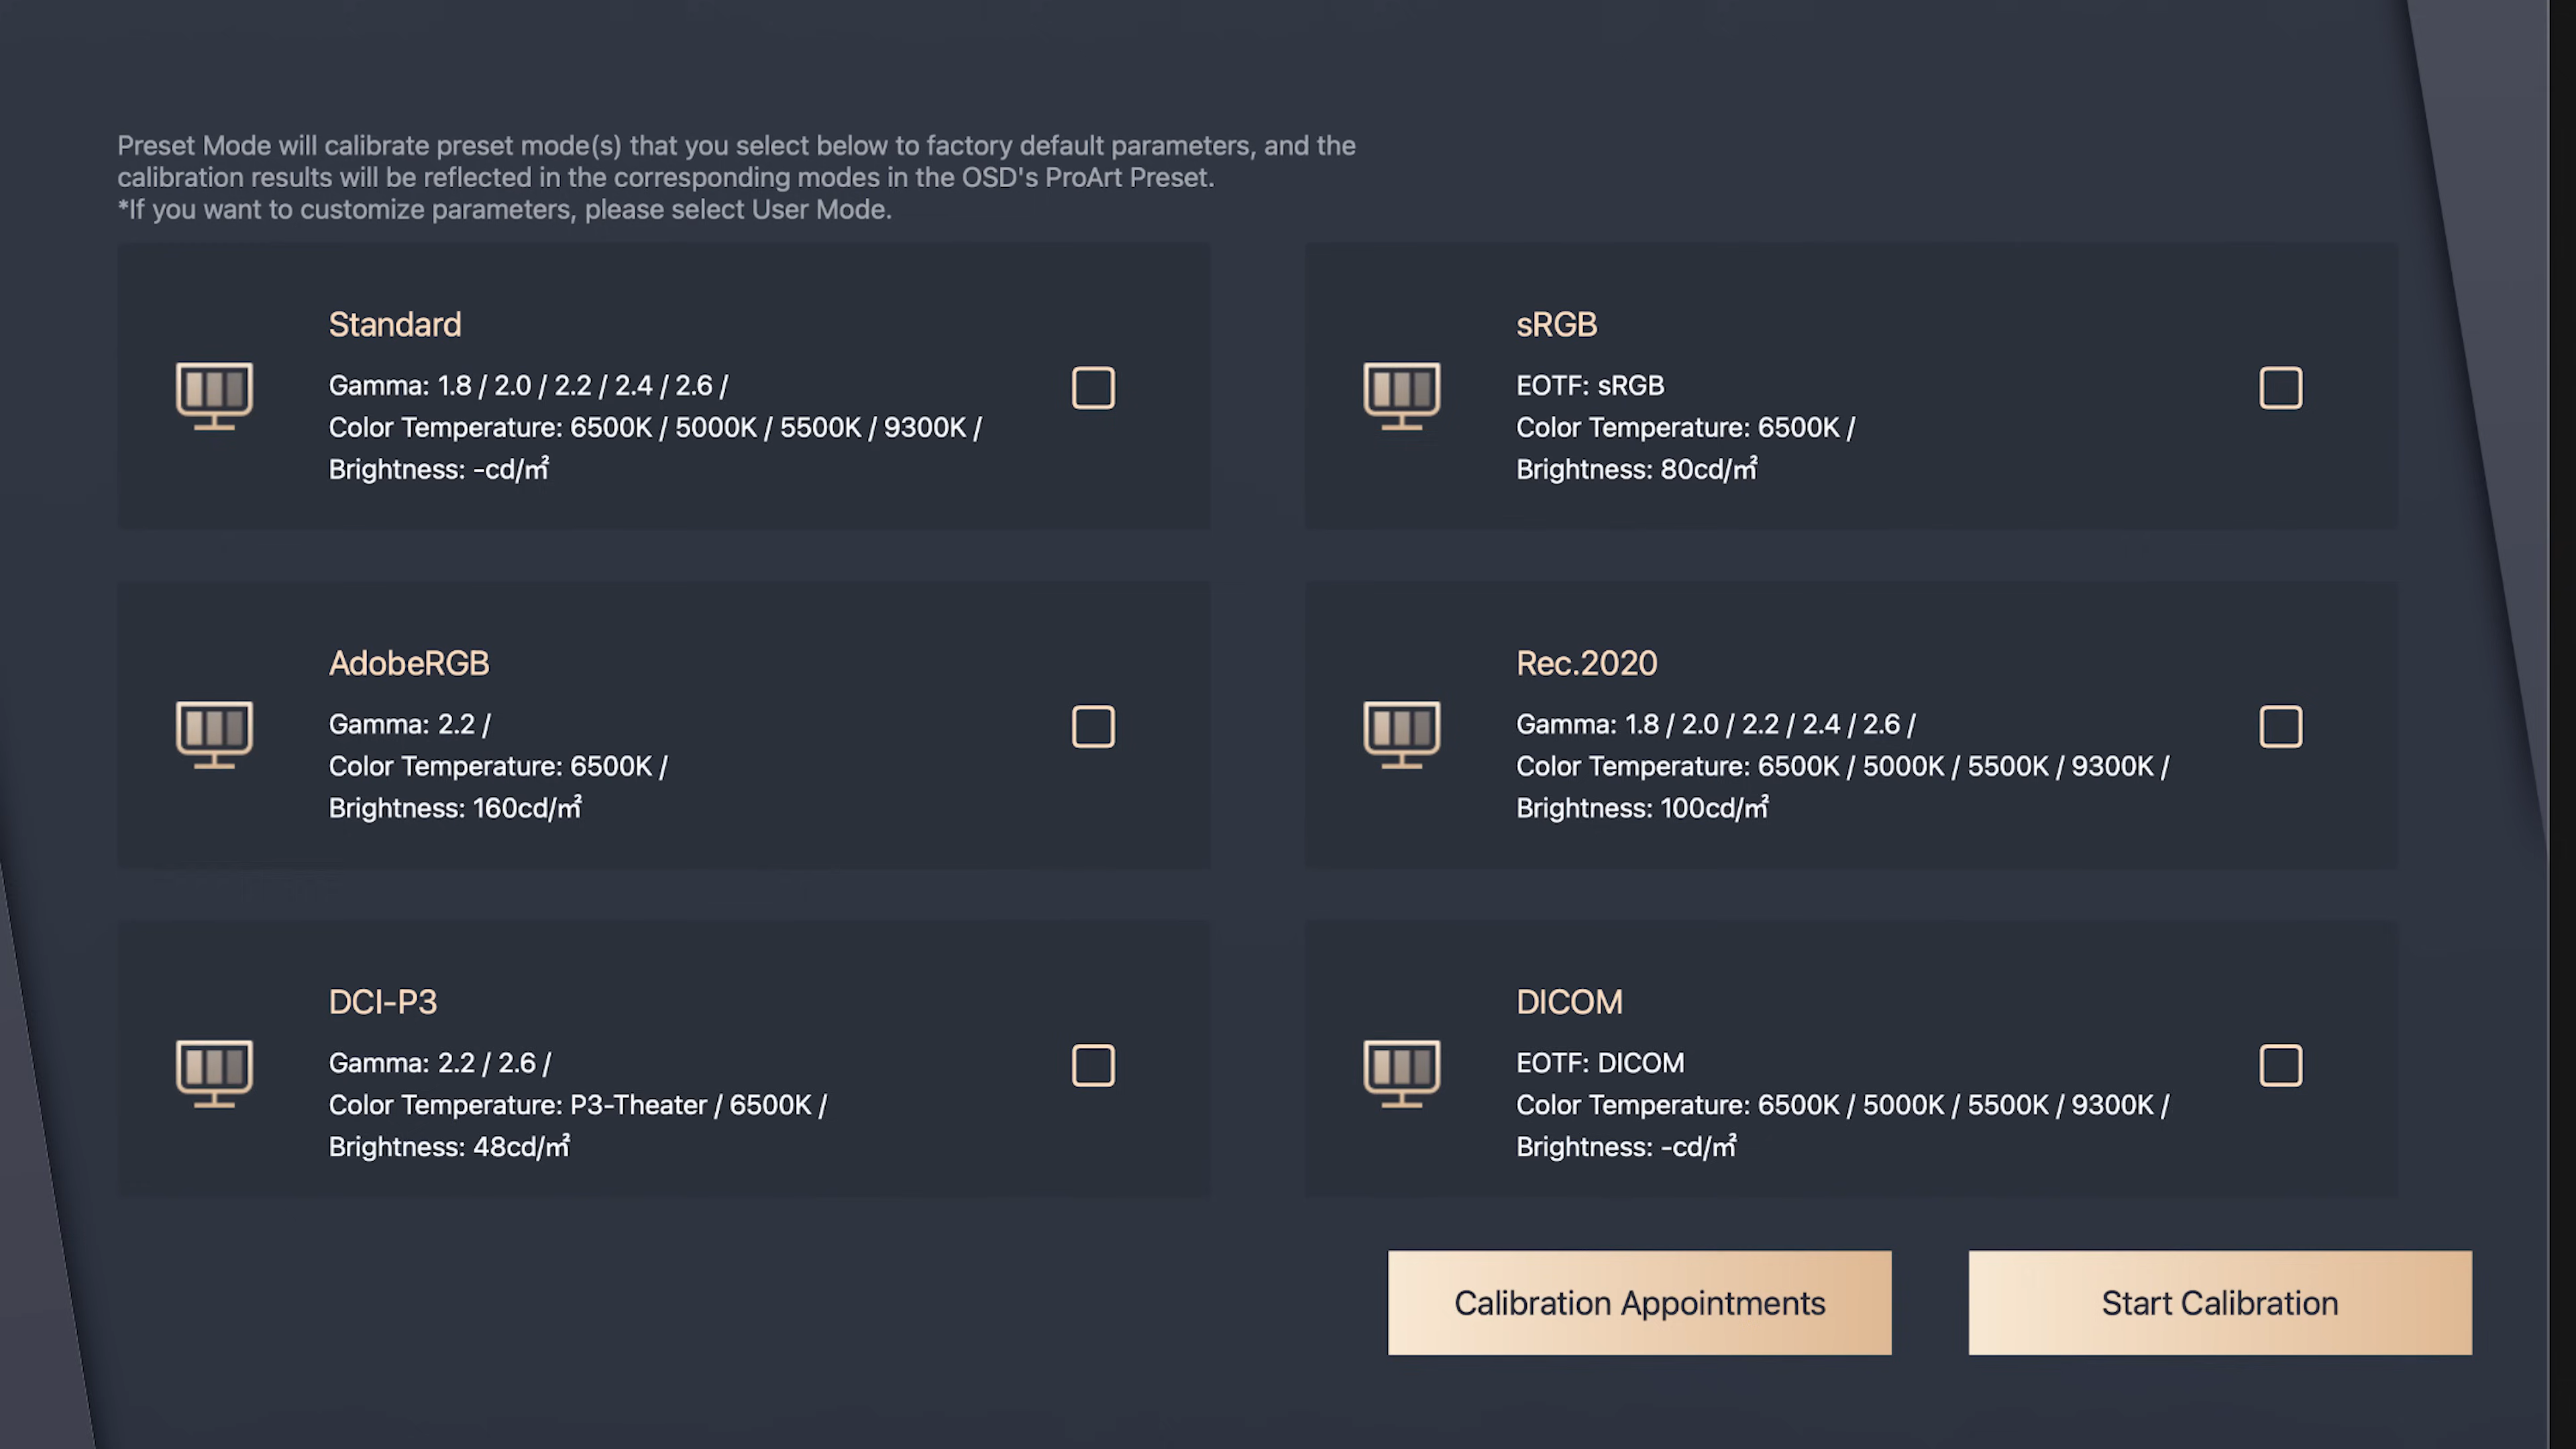 Preset Mode will calibrate preset mode(s) that you select below to factory default parameters, and the
calibration results will be reflected in the corresponding modes in the OSD's ProArt Preset.
*If you want to customize parameters, please select User Mode.
Standard
Gamma: 1.8 / 2.0 / 2.2 / 2.4 / 2.6 /
Color Temperature: 6500K / 5000K / 5500K / 9300K /
Brightness: -cd/㎡
sRGB
EOTF: sRGB
Color Temperature: 6500K /
Brightness: 80cd/㎡
AdobeRGB
Gamma: 2.2 /
Color Temperature: 6500K /
Brightness: 160cd/㎡
Rec.2020
Gamma: 1.8 / 2.0 / 2.2 / 2.4 / 2.6 /
Color Temperature: 6500K / 5000K / 5500K / 9300K /
Brightness: 100cd/㎡
DCI-P3
Gamma: 2.2 / 2.6 /
Color Temperature: P3-Theater / 6500K /
Brightness: 48cd/㎡
DICOM
EOTF: DICOM
Color Temperature: 6500K / 5000K / 5500K / 9300K /
Brightness: -cd/㎡
Calibration Appointments
Start Calibration